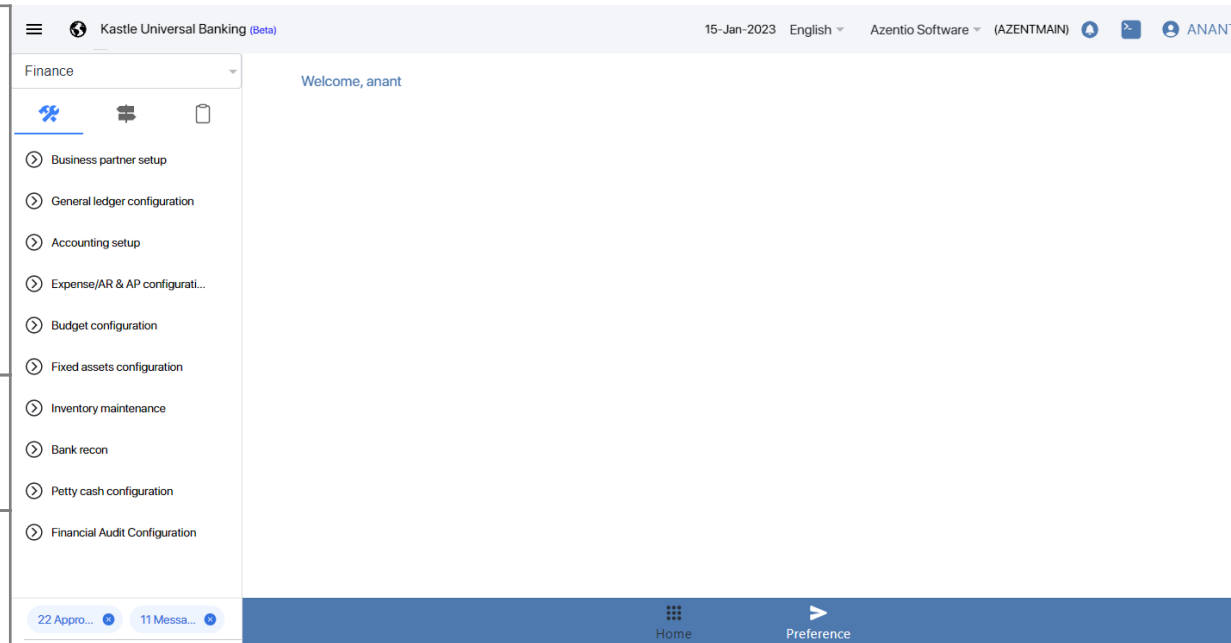 Kastle Universal Banking (Beta) 15-Jan-2023 English Azentio Software (AZENTMAIN) ANANT
Finance
Welcome, anant
Business partner setup
General ledger configuration
Accounting setup
Expense/AR & AP configurati...
Budget configuration
Fixed assets configuration
Inventory maintenance
Bank recon
Petty cash configuration
Financial Audit Configuration
22 Appro... 11 Messa...
Home Preference